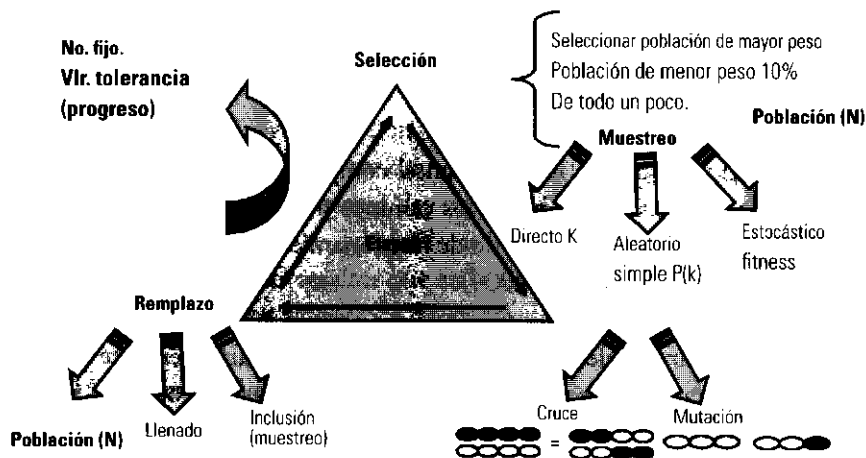 No. fijo.
Vlr. tolerancia
(progreso)
Selección
Seleccionar población de mayor peso
Población de menor peso 10%
De todo un poco.
Población (N)
Muestreo
Directo K
Aleatorio
simple P(k)
Estocástico
fitness
Remplazo
Población (N)
Llenado
Inclusión
(muestreo)
Cruce
=
Mutación